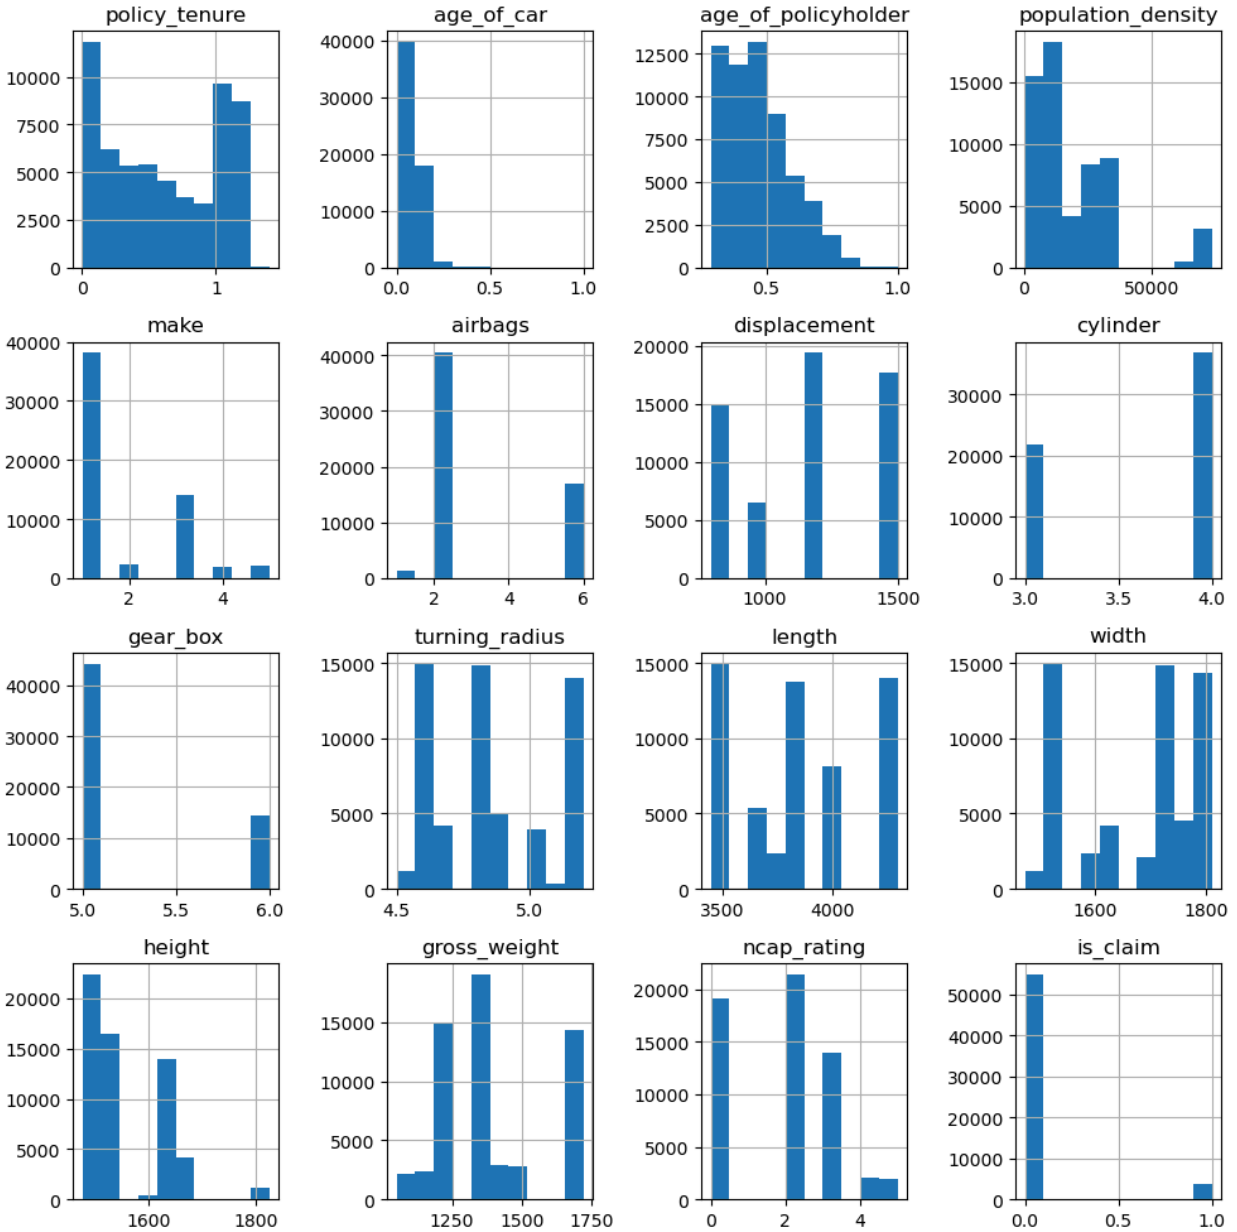 policy_tenure age_of_car age_of_policyholder population_density
10000 7500 5000 2500 0 0 1
40000 30000 20000 10000 0 0.0 0.5 1.0
12500 10000 7500 5000 2500 0 0.5 1.0
15000 10000 5000 0 0 50000
make airbags displacement cylinder
40000 30000 20000 10000 0 2 4
40000 30000 20000 10000 0 2 4 6
20000 15000 10000 5000 0 1000 1500
30000 20000 10000 0 3.0 3.5 4.0
gear_box turning_radius length width
40000 30000 20000 10000 0 5.0 5.5 6.0
15000 10000 5000 0 4.5 5.0
15000 10000 5000 0 3500 4000
15000 10000 5000 0 1600 1800
height gross_weight ncap_rating is_claim
20000 15000 10000 5000 0 1600 1800
15000 10000 5000 0 1250 1500 1750
20000 15000 10000 5000 0 0 2 4
50000 40000 30000 20000 10000 0 0.0 0.5 1.0